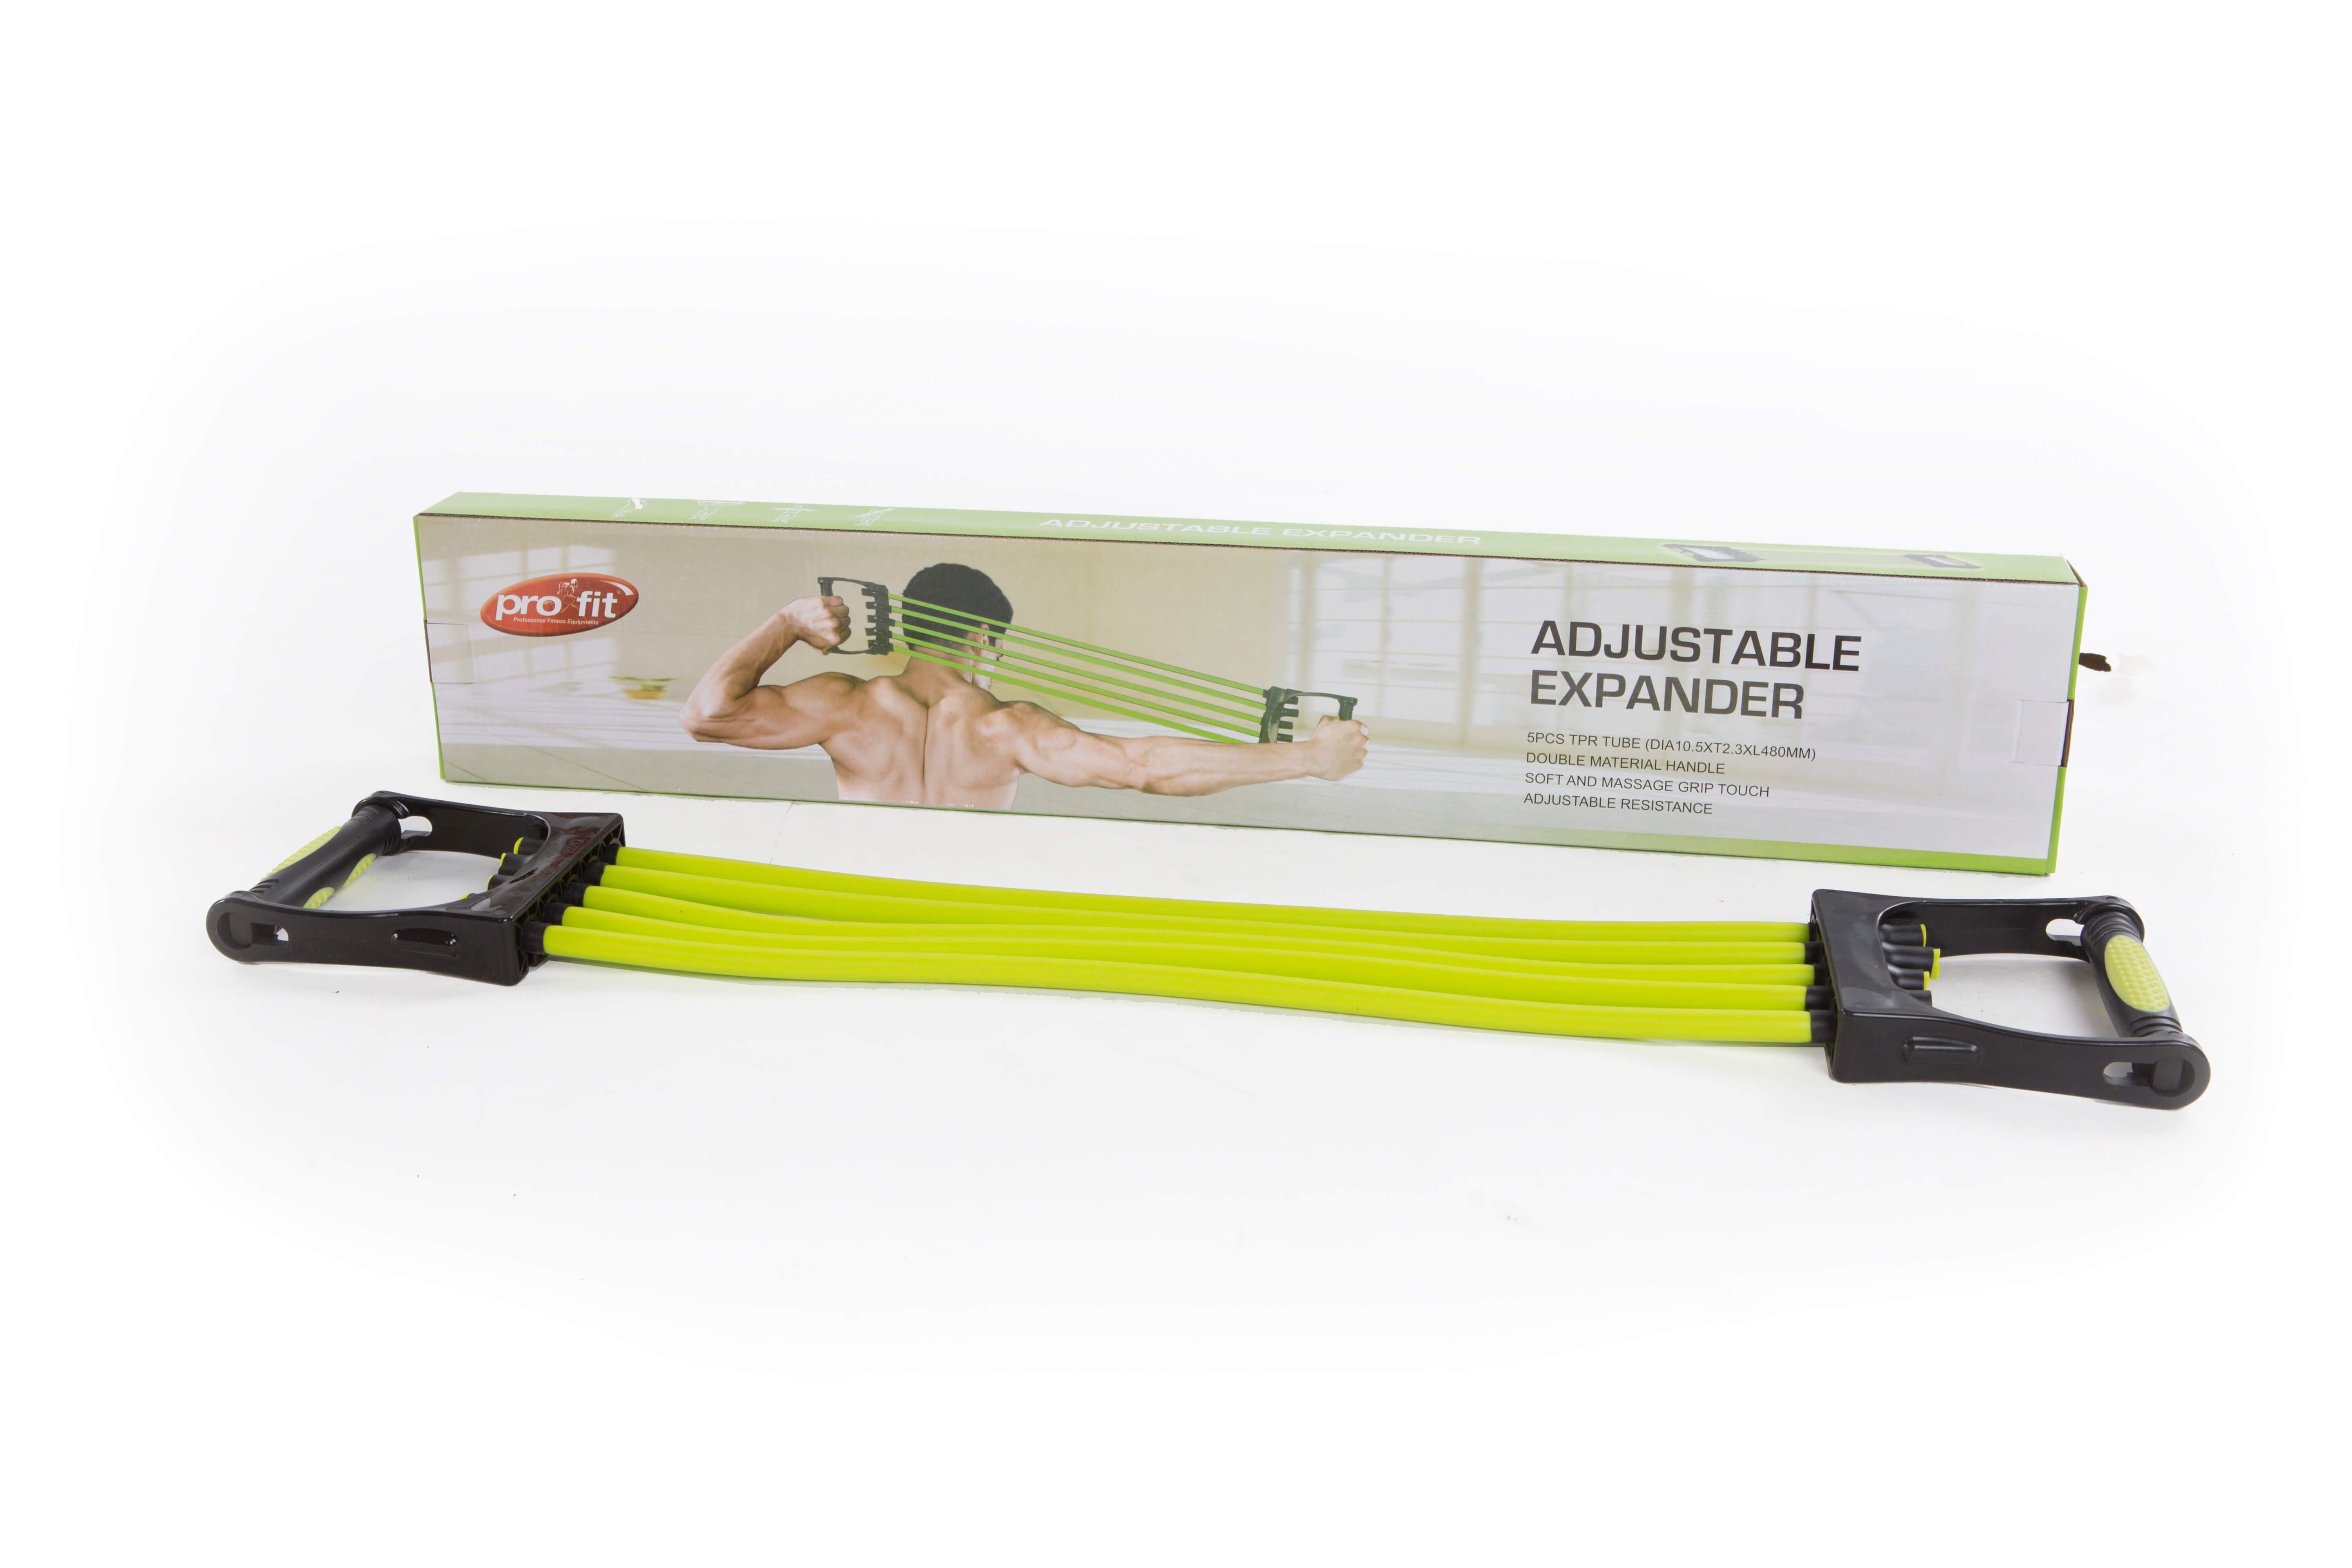 ADJUSTABLE EXPANDER
pro fit
Professional Fitness Equipments
ADJUSTABLE
EXPANDER
5PCS TPR TUBE (DIA10.5XT2.3XL480MM)
DOUBLE MATERIAL HANDLE
SOFT AND MASSAGE GRIP TOUCH
ADJUSTABLE RESISTANCE